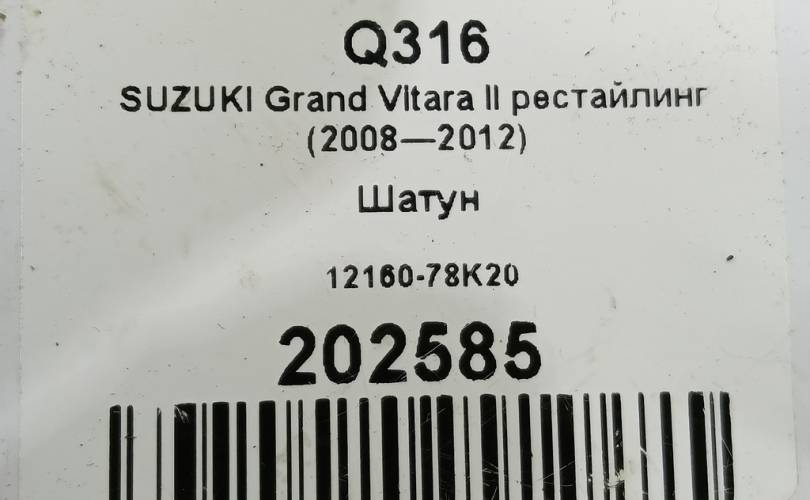 Q316
SUZUKI Grand Vitara II рестайлинг
(2008—2012)
Шатун
12160-78K20
202585